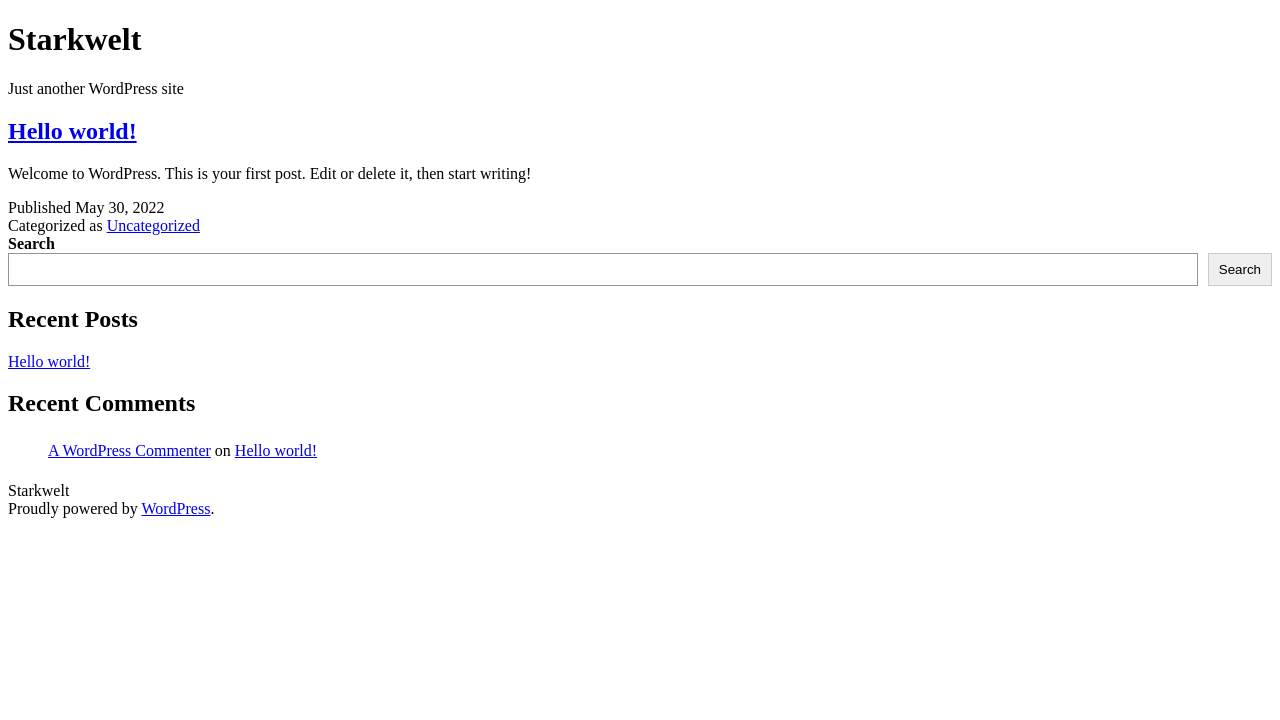 Starkwelt
Just another WordPress site
Hello world!
Welcome to WordPress. This is your first post. Edit or delete it, then start writing!
Published May 30, 2022
Categorized as Uncategorized
Search
Search
Recent Posts
Hello world!
Recent Comments
A WordPress Commenter on Hello world!
Starkwelt
Proudly powered by WordPress.